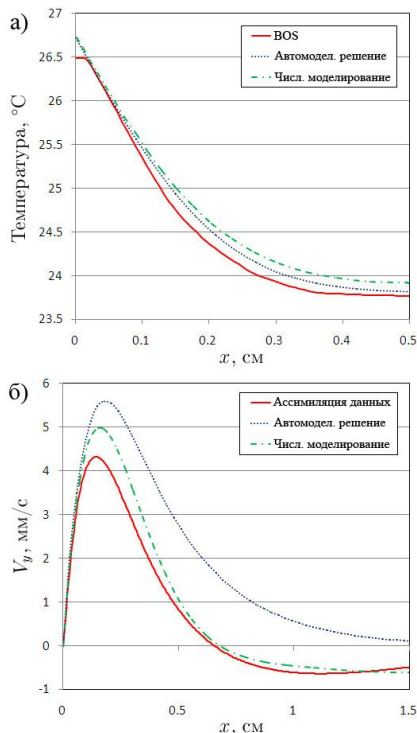 а)
27
26.5
26
25.5
25
24.5
24
23.5
Температура, °C
BOS
Автомодел. решение
Числ. моделирование
0
0.1
0.2
0.3
0.4
0.5
x, см
б)
6
5
4
3
2
1
0
-1
Vy, мм/с
Ассимиляция данных
Автомодел. решение
Числ. моделирование
0
0.5
1
1.5
x, см